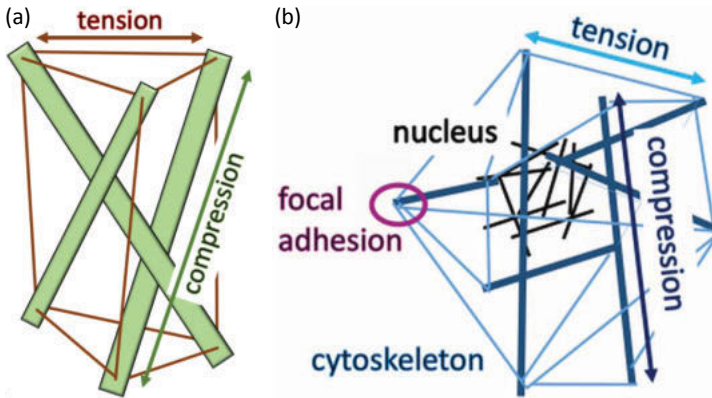 (a)
tension
compression
(b)
tension
nucleus
compression
focal
adhesion
cytoskeleton